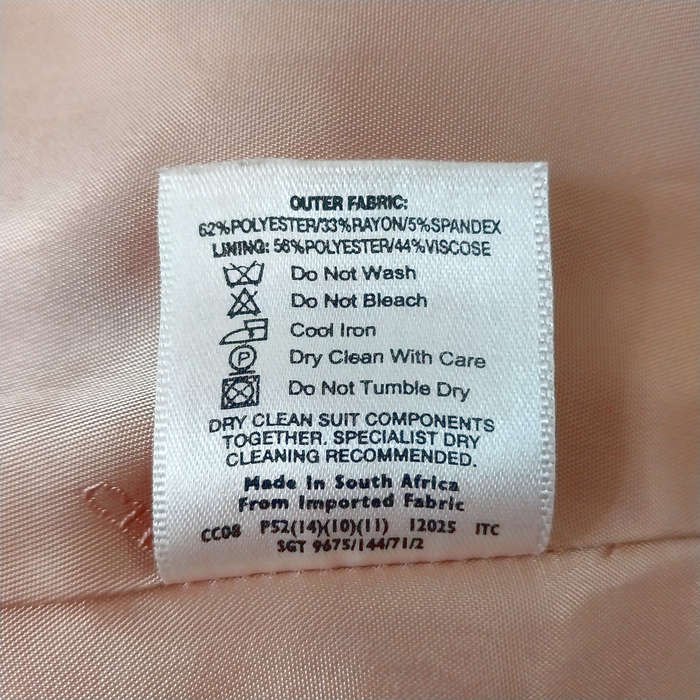 OUTER FABRIC:
62%POLYESTER/33%RAYON/5%SPANDEX
LINING: 56%POLYESTER/44%VISCOSE
Do Not Wash
Do Not Bleach
Cool Iron
P Dry Clean With Care
Do Not Tumble Dry
DRY CLEAN SUIT COMPONENTS
TOGETHER. SPECIALIST DRY
CLEANING RECOMMENDED.
Made In South Africa
From Imported Fabric
CC08 P52(14)(10)(11) 12025 ITC
SGT 9675/144/71/2